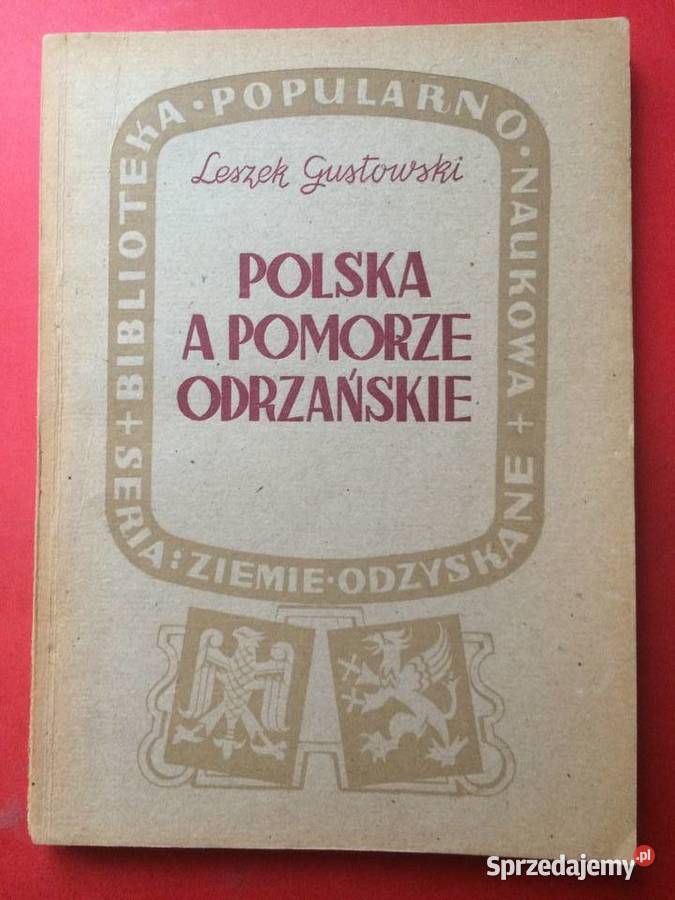 BIBLIOTEKA · POPULARNO · NAUKOWA +
Leszek Gustowski
POLSKA
A POMORZE
ODRZAŃSKIE
SERIA: ZIEMIE · ODZYSKANE +
Sprzedajemy.pl